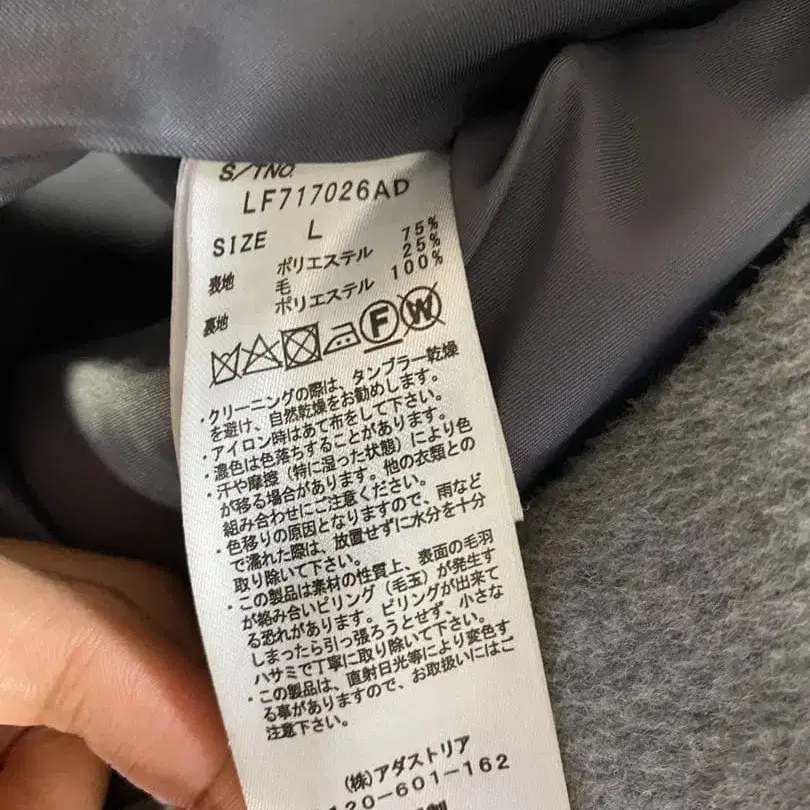 S/TNO.
LF717026AD
SIZE L
表地 ポリエステル 75%
毛 25%
裏地 ポリエステル 100%
F W
・クリーニングの際は、タンブラー乾燥
を避け、自然乾燥をお勧めします。
・アイロン時はあて布をして下さい。
・濃色は色落ちすることがあります。
・汗や摩擦（特に湿った状態）により色
が移る場合があります。他の衣類との
組み合わせにご注意ください。
・色移りの原因となりますので、雨など
で濡れた際は、放置せずに水分を十分
取り除いて下さい。
・この製品は素材の性質上、表面の毛羽
が絡み合いピリング（毛玉）が発生す
る恐れがあります。ピリングが出来て
しまったら引っ張ろうとせず、小さな
ハサミで丁寧に取り除いて下さい。
・この製品は、直射日光等により変色す
る事がありますので、お取扱いにはご
注意下さい。
(株)アダストリア
120-601-162